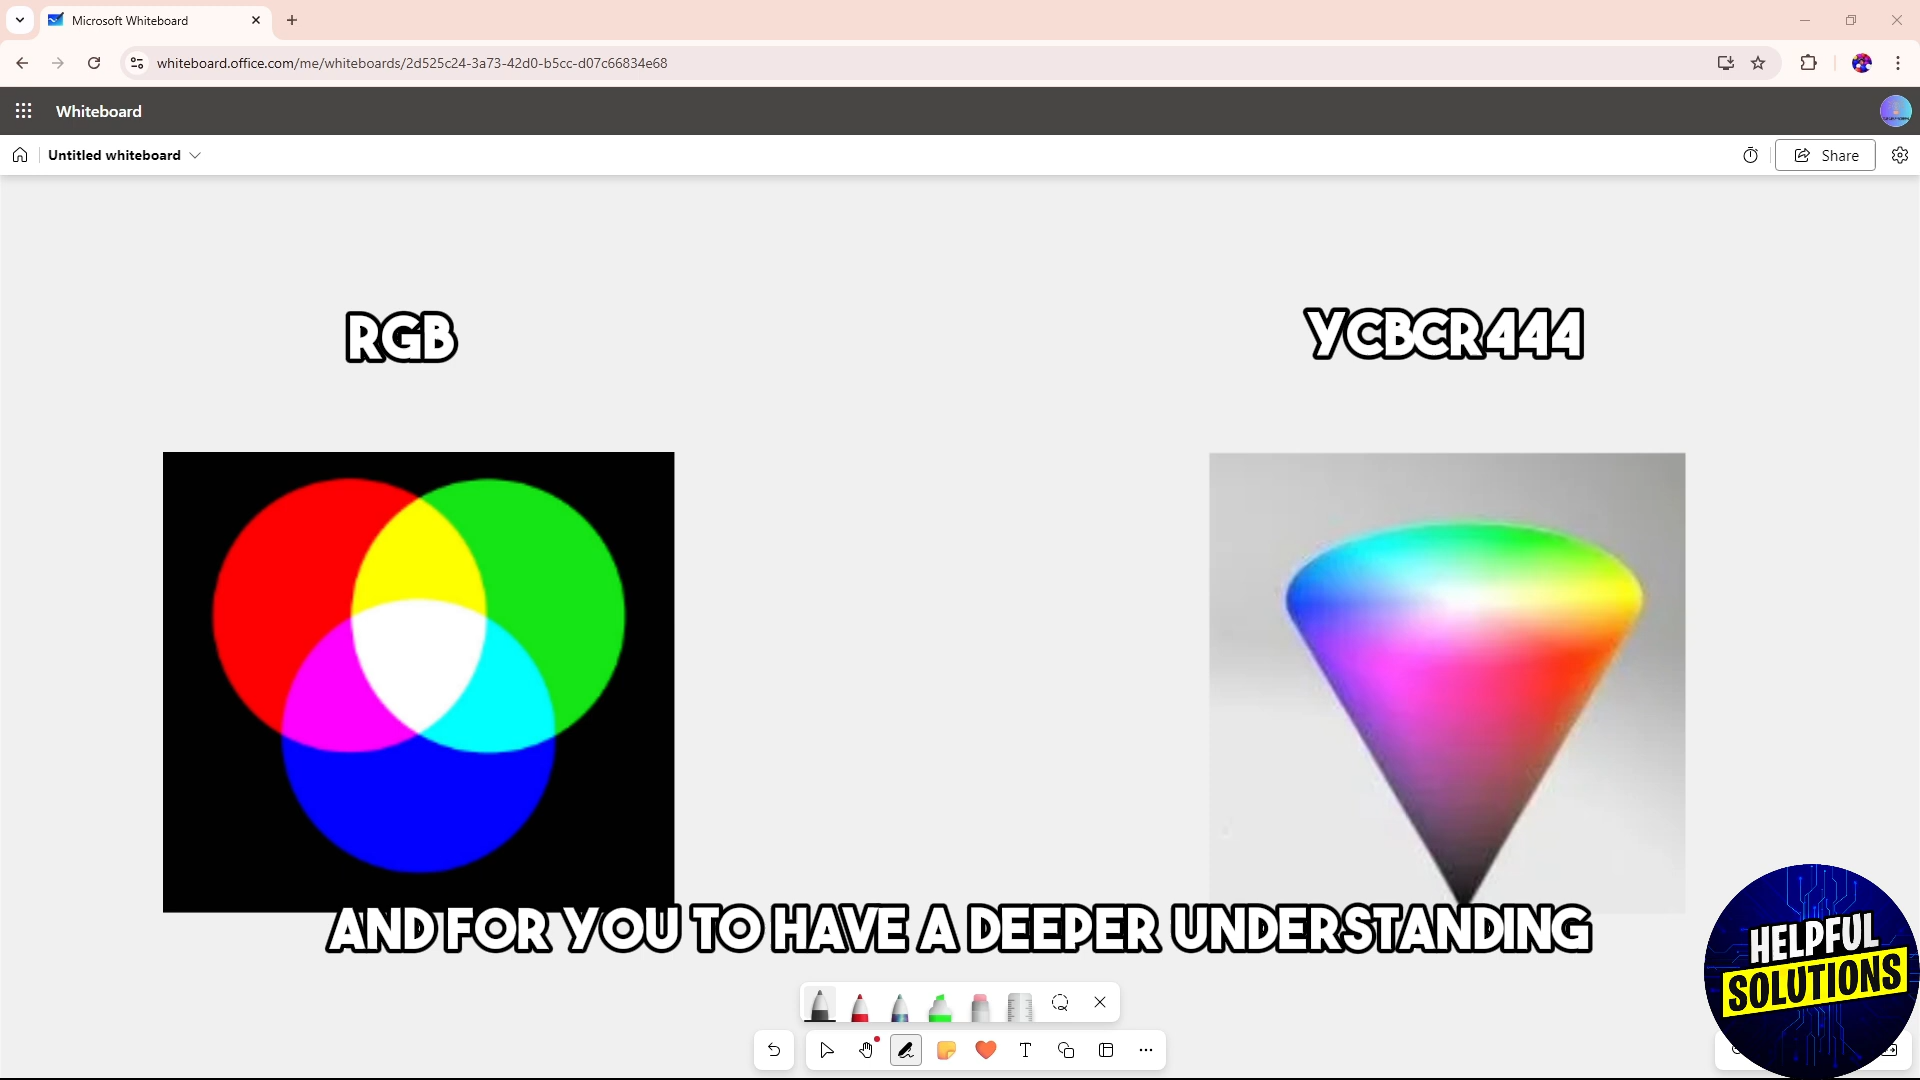 Microsoft Whiteboard
whiteboard.office.com/me/whiteboards/2d525c24-3a73-42d0-b5cc-d07c66834e68
Whiteboard
Untitled whiteboard
Share
RGB
YCBCR444
AND FOR YOU TO HAVE A DEEPER UNDERSTANDING
HELPFUL
SOLUTIONS
T